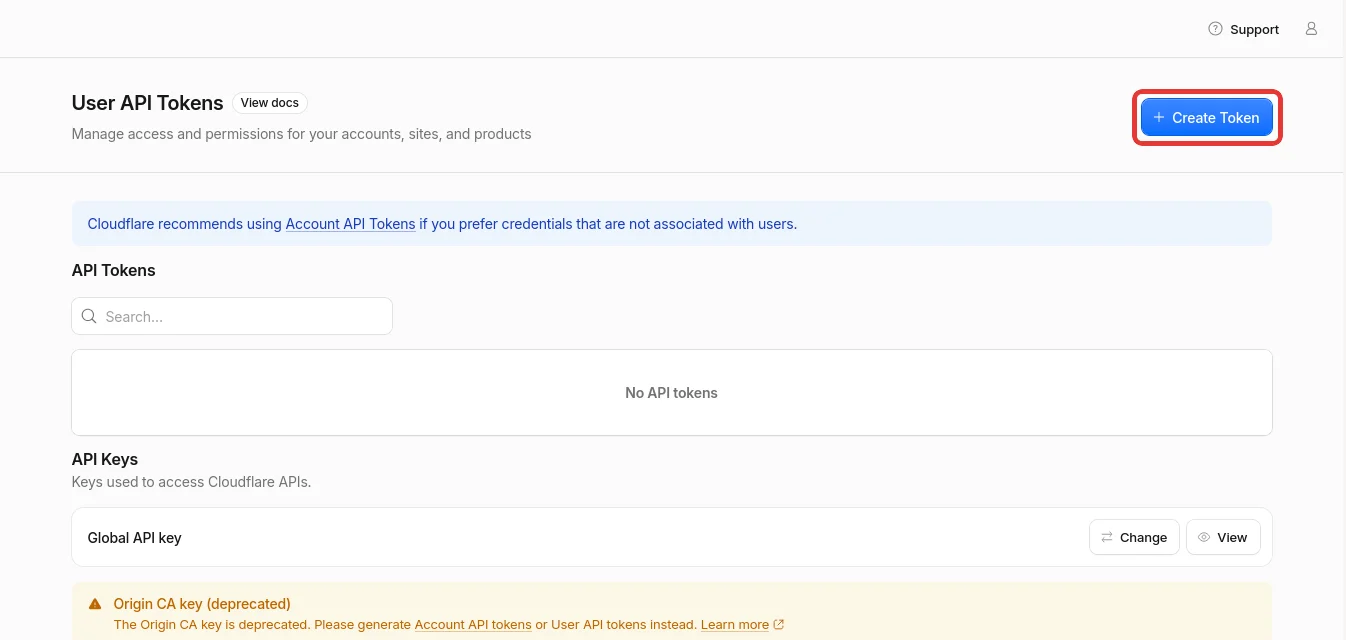 Support
User API Tokens View docs
Manage access and permissions for your accounts, sites, and products
+ Create Token
Cloudflare recommends using Account API Tokens if you prefer credentials that are not associated with users.
API Tokens
Search...
No API tokens
API Keys
Keys used to access Cloudflare APIs.
Global API key Change View
Origin CA key (deprecated)
The Origin CA key is deprecated. Please generate Account API tokens or User API tokens instead. Learn more